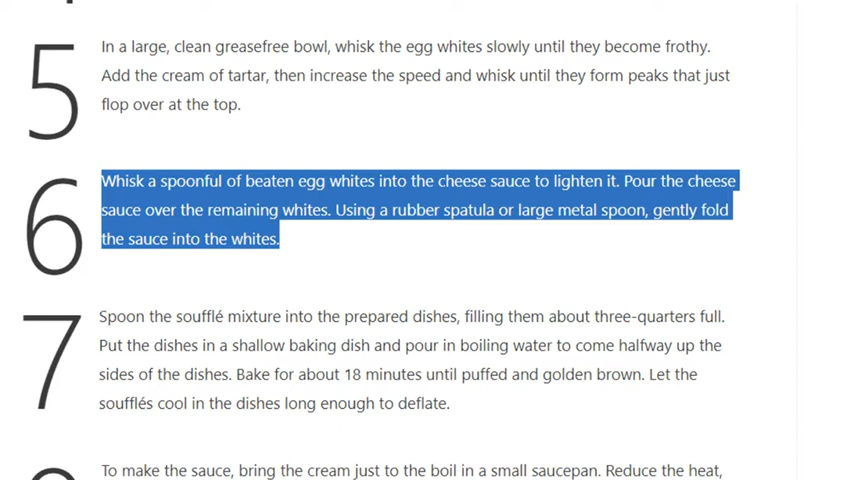 5
In a large, clean greasefree bowl, whisk the egg whites slowly until they become frothy.
Add the cream of tartar, then increase the speed and whisk until they form peaks that just
flop over at the top.
6
Whisk a spoonful of beaten egg whites into the cheese sauce to lighten it. Pour the cheese
sauce over the remaining whites. Using a rubber spatula or large metal spoon, gently fold
the sauce into the whites.
7
Spoon the soufflé mixture into the prepared dishes, filling them about three-quarters full.
Put the dishes in a shallow baking dish and pour in boiling water to come halfway up the
sides of the dishes. Bake for about 18 minutes until puffed and golden brown. Let the
soufflés cool in the dishes long enough to deflate.
To make the sauce, bring the cream just to the boil in a small saucepan. Reduce the heat,